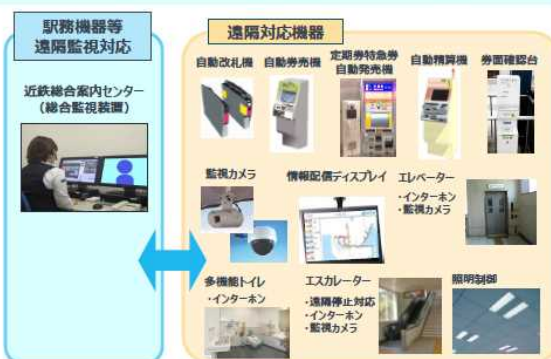 駅務機器等
遠隔監視対応
近鉄総合案内センター
（総合監視装置）
遠隔対応機器
自動改札機
自動券売機
定期券特急券
自動発売機
自動精算機
券面確認台
監視カメラ
情報配信ディスプレイ
エレベーター
・インターホン
・監視カメラ
多機能トイレ
・インターホン
エスカレーター
・遠隔停止対応
・インターホン
・監視カメラ
照明制御